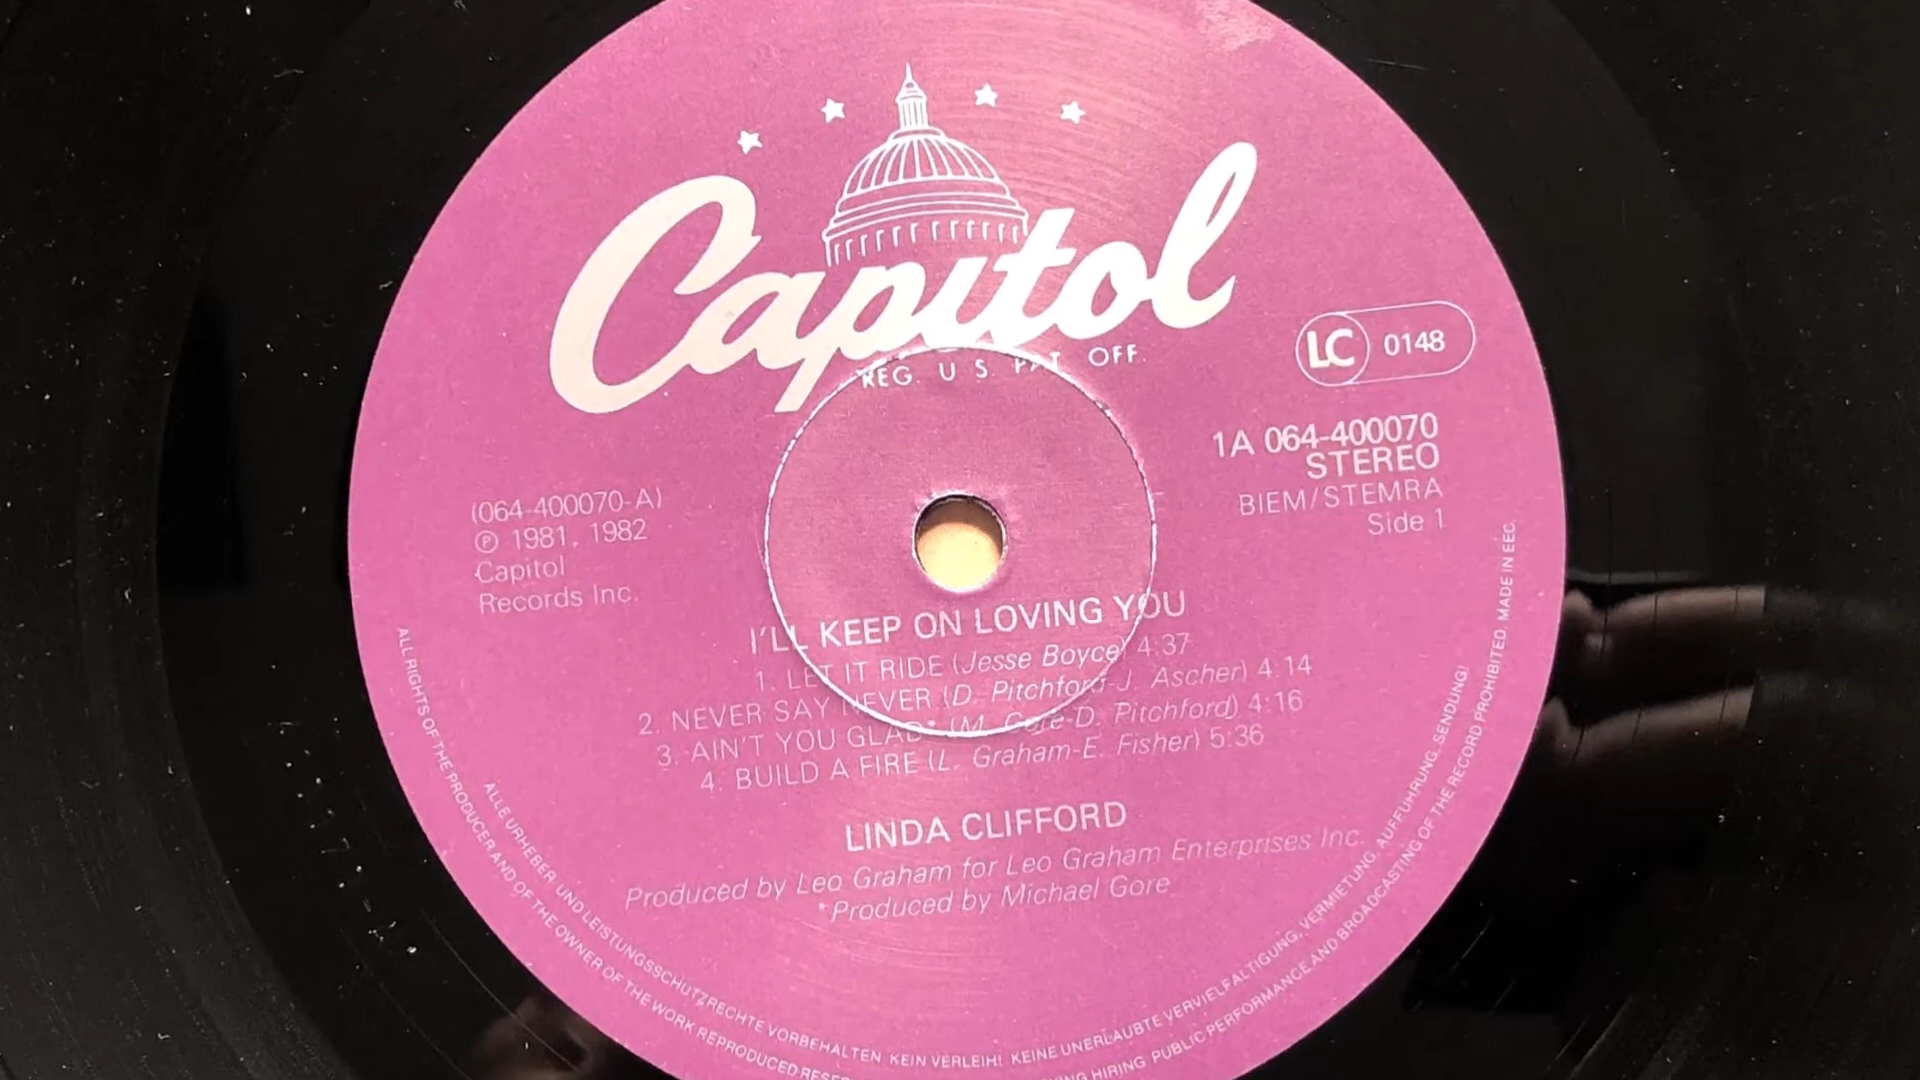 Capitol
REG. U.S. PAT. OFF.
LC 0148
1A 064-400070
STEREO
BIEM/STEMRA
Side 1
(064-400070-A)
℗ 1981, 1982
Capitol
Records Inc.
I'LL KEEP ON LOVING YOU
1. LET IT RIDE (Jesse Boyce) 4:37
2. NEVER SAY NEVER (D. Pitchford-J. Ascher) 4:14
3. AIN'T YOU GLAD* (M. Gore-D. Pitchford) 4:16
4. BUILD A FIRE (L. Graham-E. Fisher) 5:36
LINDA CLIFFORD
Produced by Leo Graham for Leo Graham Enterprises Inc.
*Produced by Michael Gore
ALLE URHEBER- UND LEISTUNGSSCHUTZRECHTE VORBEHALTEN. KEIN VERLEIH! KEINE UNERLAUBTE VERVIELFÄLTIGUNG, VERMIETUNG, AUFFÜHRUNG, SENDUNG!
ALL RIGHTS OF THE PRODUCER AND OF THE OWNER OF THE WORK REPRODUCED HIRING PUBLIC PERFORMANCE AND BROADCASTING OF THE RECORD PROHIBITED. MADE IN EEC.